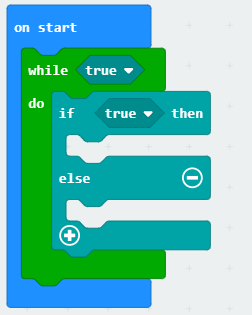 on start
while true
do
if true then
else